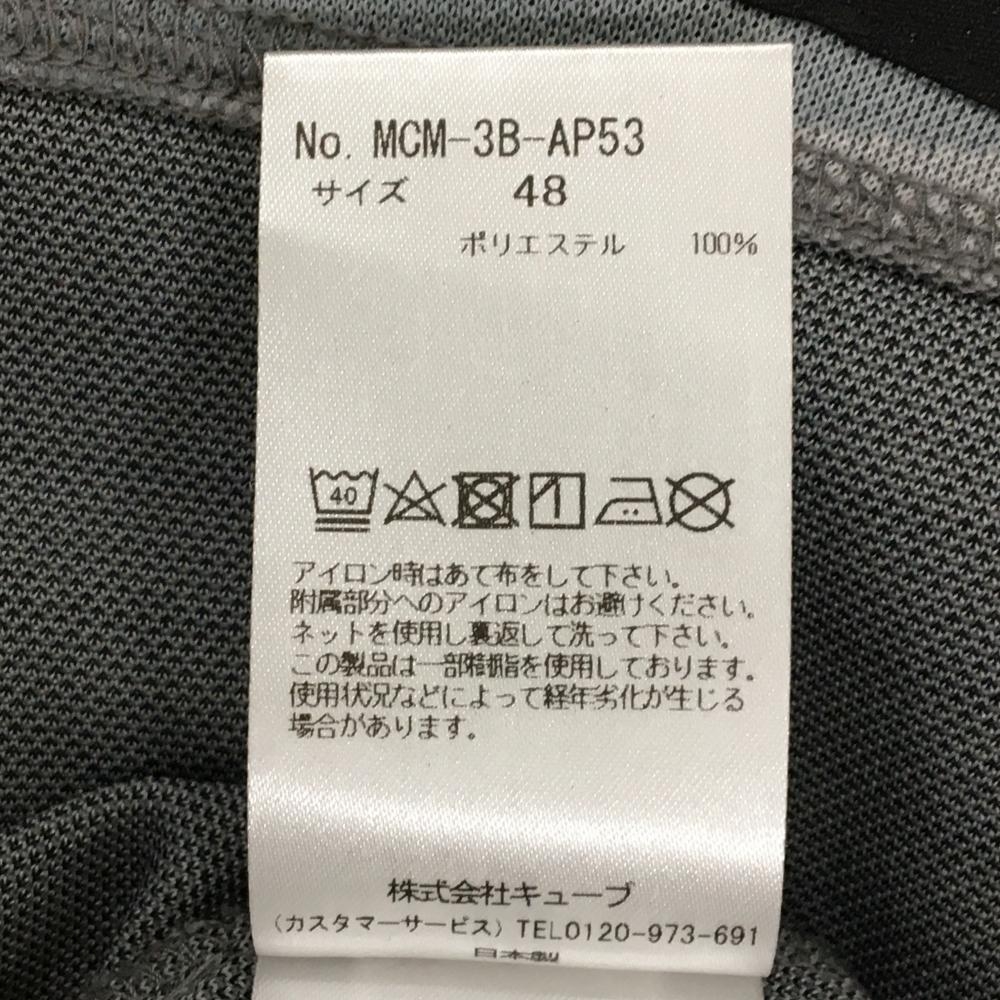 No. MCM-3B-AP53
サイズ 48
ポリエステル 100%
40
アイロン時はあて布をして下さい。
附属部分へのアイロンはお避けください。
ネットを使用し裏返して洗って下さい。
この製品は一部樹脂を使用しております。
使用状況などによって経年劣化が生じる
場合があります。
株式会社キューブ
(カスタマーサービス) TEL0120-973-691
日本製